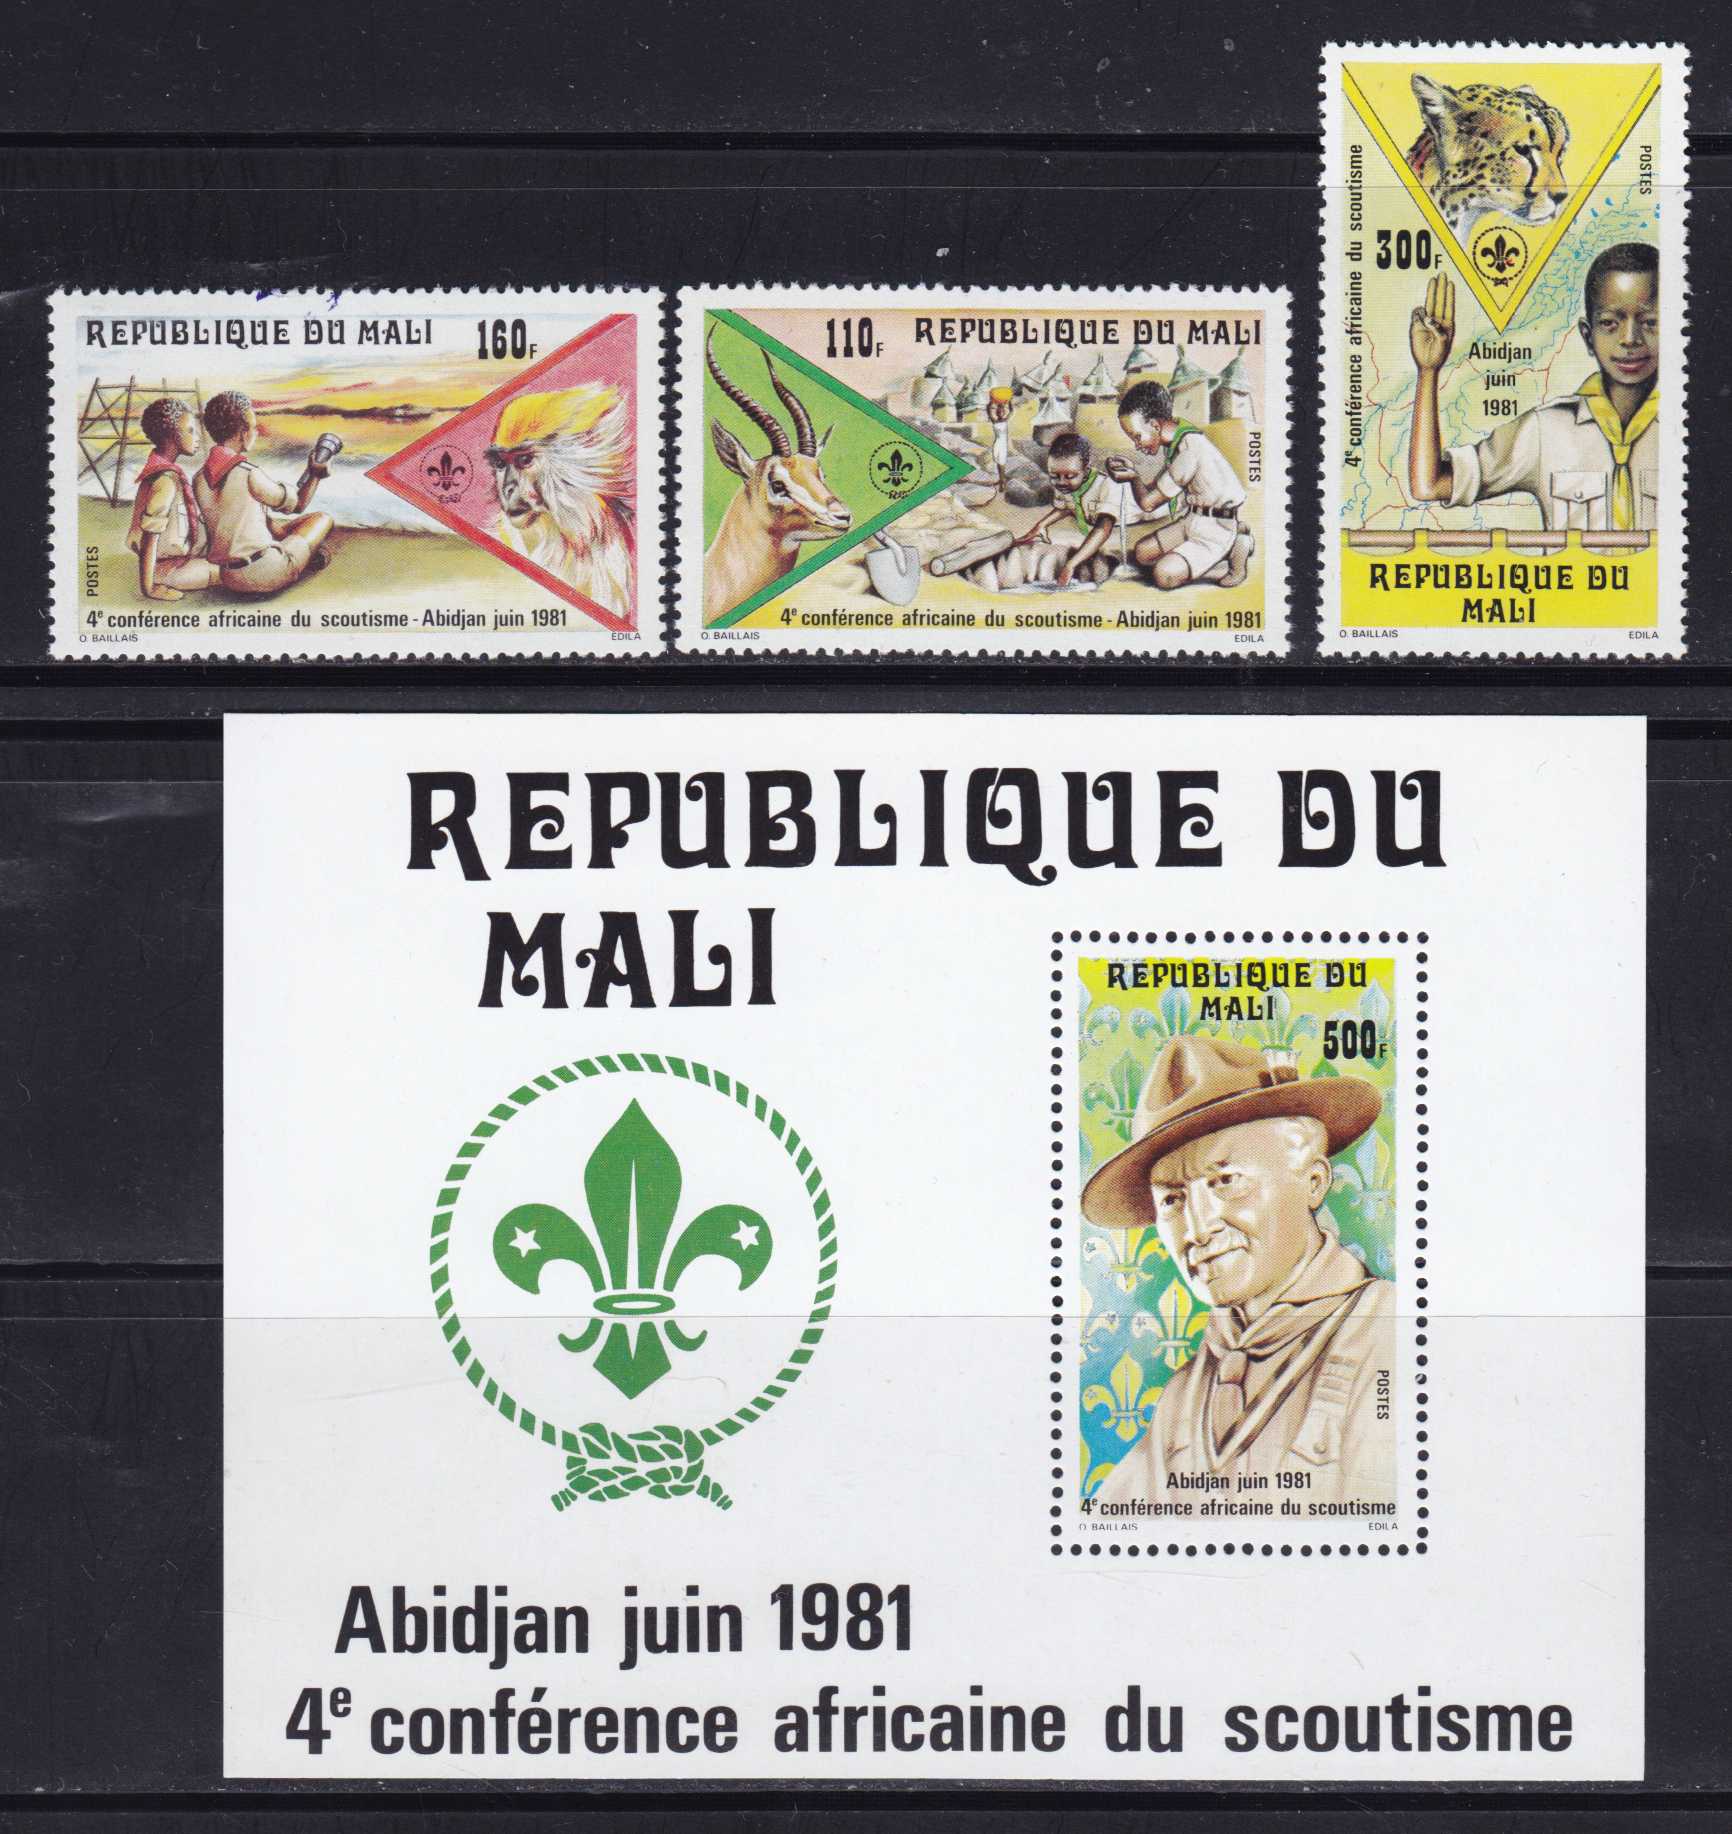 REPUBLIQUE DU MALI
160F
POSTES
4e conférence africaine du scoutisme - Abidjan juin 1981
O. BAILLAIS
EDILA
110F
REPUBLIQUE DU MALI
POSTES
4e conférence africaine du scoutisme - Abidjan juin 1981
O. BAILLAIS
EDILA
4e conférence africaine du scoutisme
POSTES
300F
Abidjan
juin
1981
REPUBLIQUE DU
MALI
O. BAILLAIS
EDILA
REPUBLIQUE DU
MALI
REPUBLIQUE DU
MALI
500F
POSTES
Abidjan juin 1981
4e conférence africaine du scoutisme
O. BAILLAIS
EDILA
Abidjan juin 1981
4e conférence africaine du scoutisme